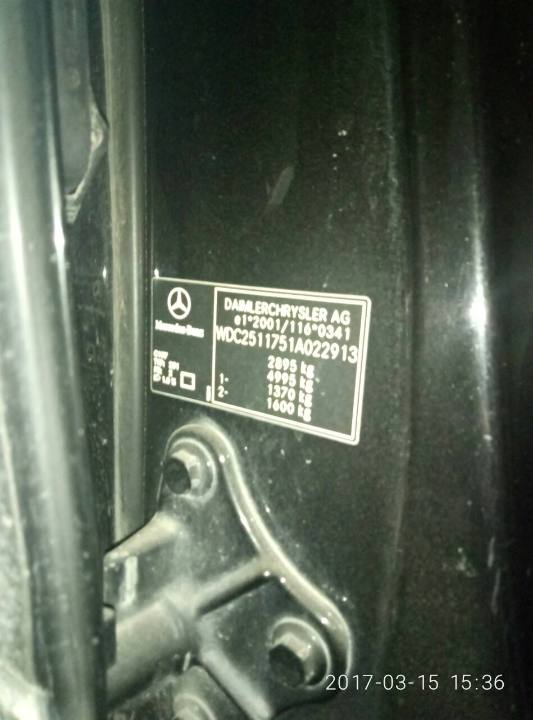 Mercedes-Benz
DAIMLERCHRYSLER AG
e1*2001/116*0341
WDC2511751A022913
2895 kg
1- 4995 kg
2- 1370 kg
1600 kg
2017-03-15 15:36